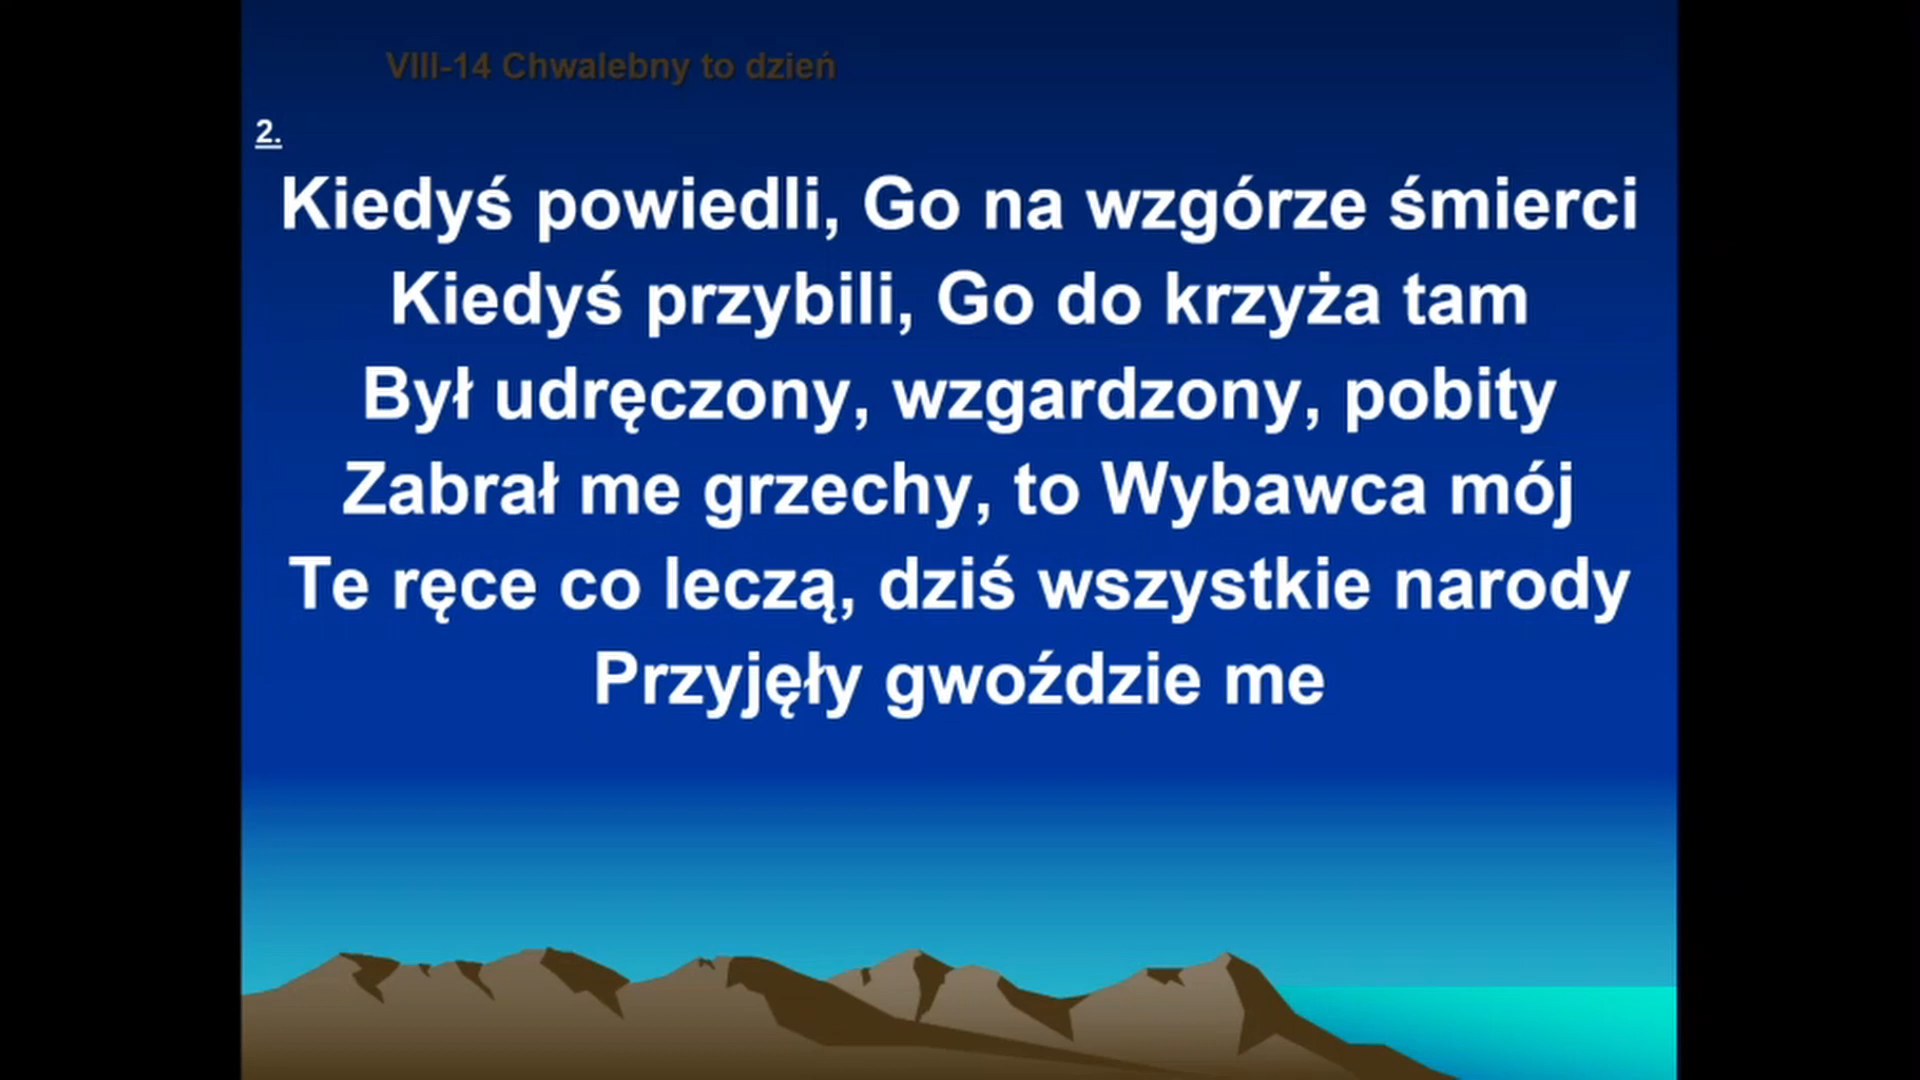 VIII-14 Chwalebny to dzień
2.
Kiedyś powiedli, Go na wzgórze śmierci
Kiedyś przybili, Go do krzyża tam
Był udręczony, wzgardzony, pobity
Zabrał me grzechy, to Wybawca mój
Te ręce co leczą, dziś wszystkie narody
Przyjęły gwoździe me